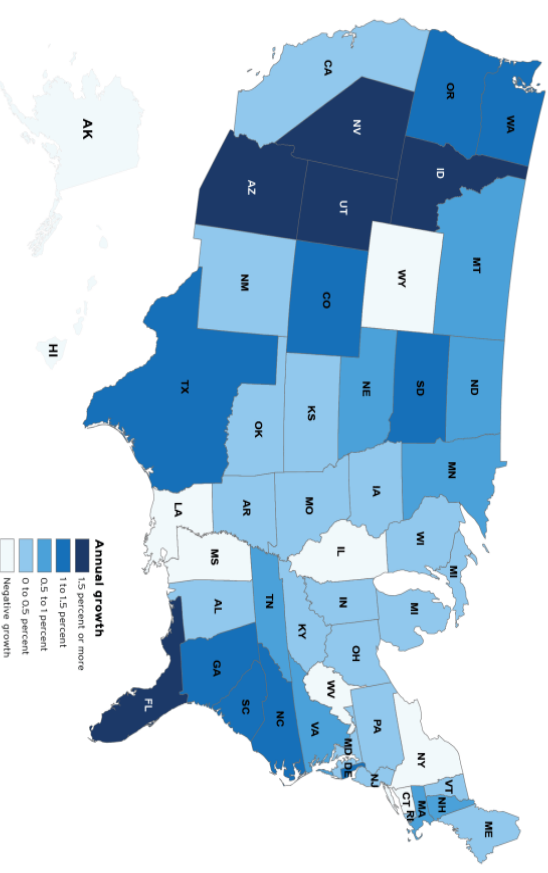 WA
OR
CA
ID
NV
AZ
UT
MT
WY
CO
NM
ND
SD
NE
KS
OK
TX
MN
IA
MO
AR
LA
WI
MI
MI
IL
IN
OH
KY
TN
MS
AL
GA
FL
SC
NC
VA
WV
PA
NY
MD
DE
NJ
VT
NH
MA
CT
RI
ME
AK
HI
Annual growth
1.5 percent or more
1 to 1.5 percent
0.5 to 1 percent
0 to 0.5 percent
Negative growth